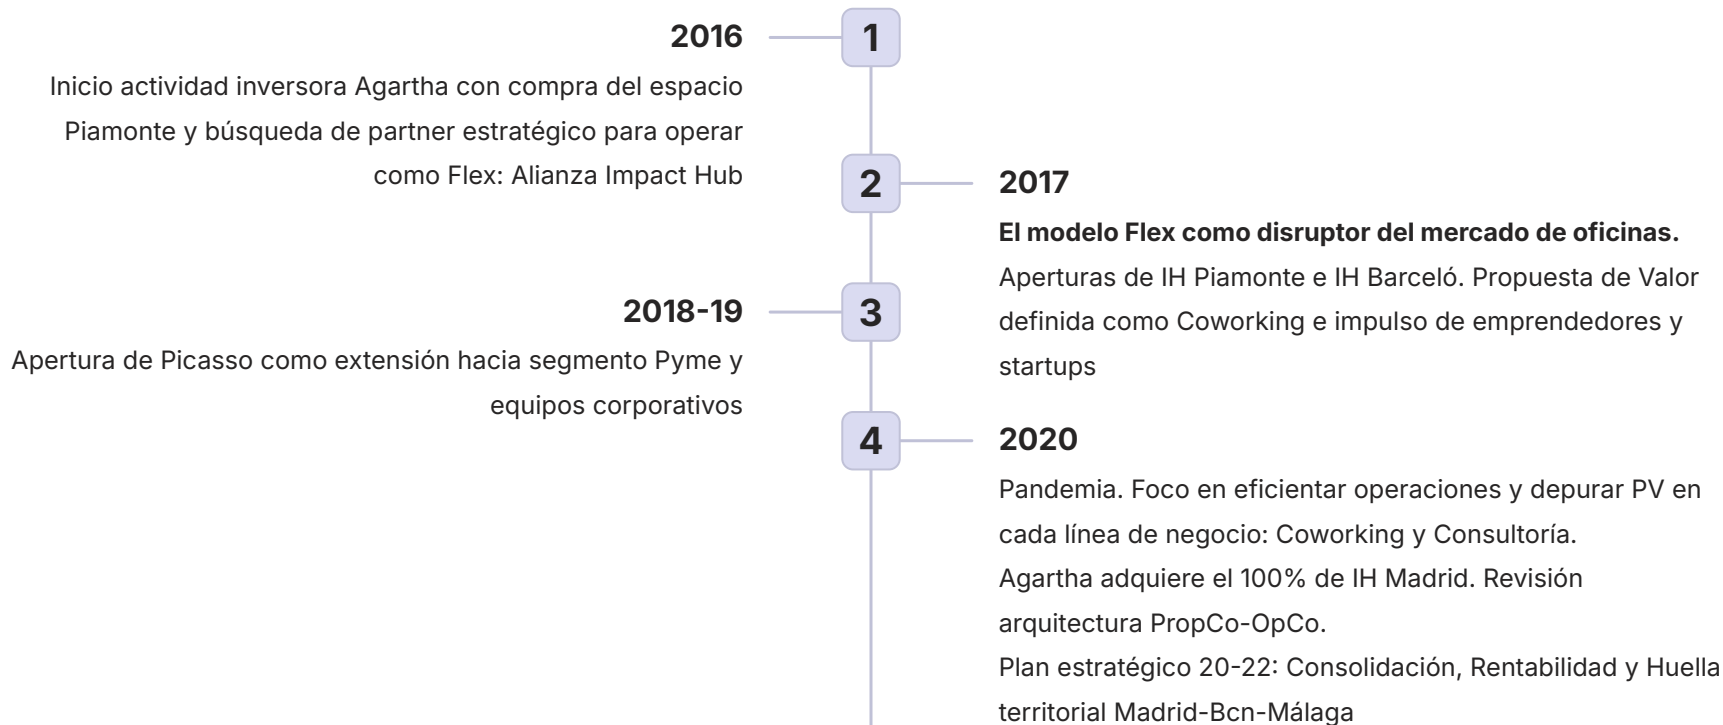 1
2016
Inicio actividad inversora Agartha con compra del espacio
Piamonte y búsqueda de partner estratégico para operar
como Flex: Alianza Impact Hub
2
2017
El modelo Flex como disruptor del mercado de oficinas.
Aperturas de IH Piamonte e IH Barceló. Propuesta de Valor
definida como Coworking e impulso de emprendedores y
startups
3
2018-19
Apertura de Picasso como extensión hacia segmento Pyme y
equipos corporativos
4
2020
Pandemia. Foco en eficientar operaciones y depurar PV en
cada línea de negocio: Coworking y Consultoría.
Agartha adquiere el 100% de IH Madrid. Revisión
arquitectura PropCo-OpCo.
Plan estratégico 20-22: Consolidación, Rentabilidad y Huella
territorial Madrid-Bcn-Málaga